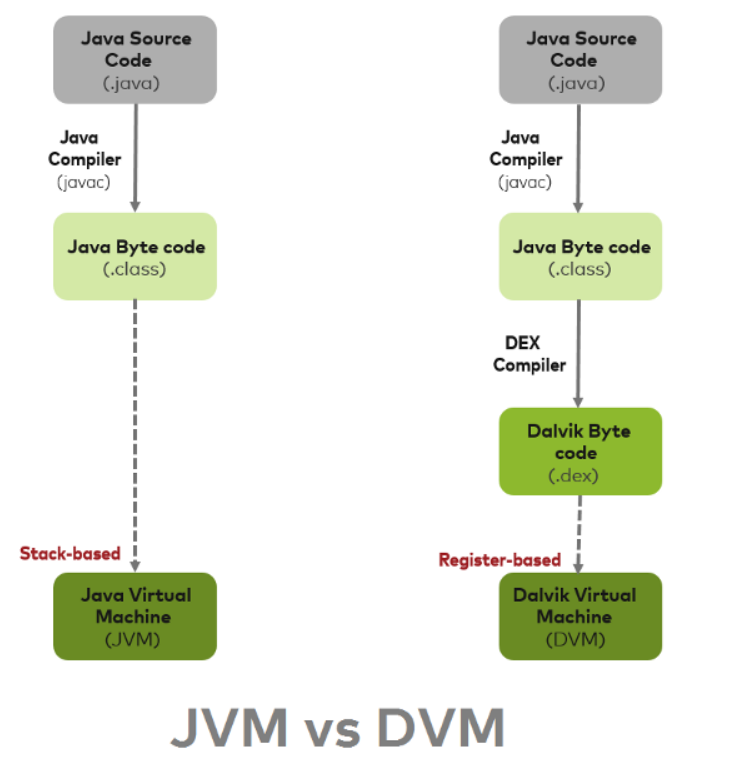 Java Source
Code
(.java)
Java
Compiler
(javac)
Java Byte code
(.class)
Stack-based
Java Virtual
Machine
(JVM)
Java Source
Code
(.java)
Java
Compiler
(javac)
Java Byte code
(.class)
DEX
Compiler
Dalvik Byte
code
(.dex)
Register-based
Dalvik Virtual
Machine
(DVM)
JVM vs DVM